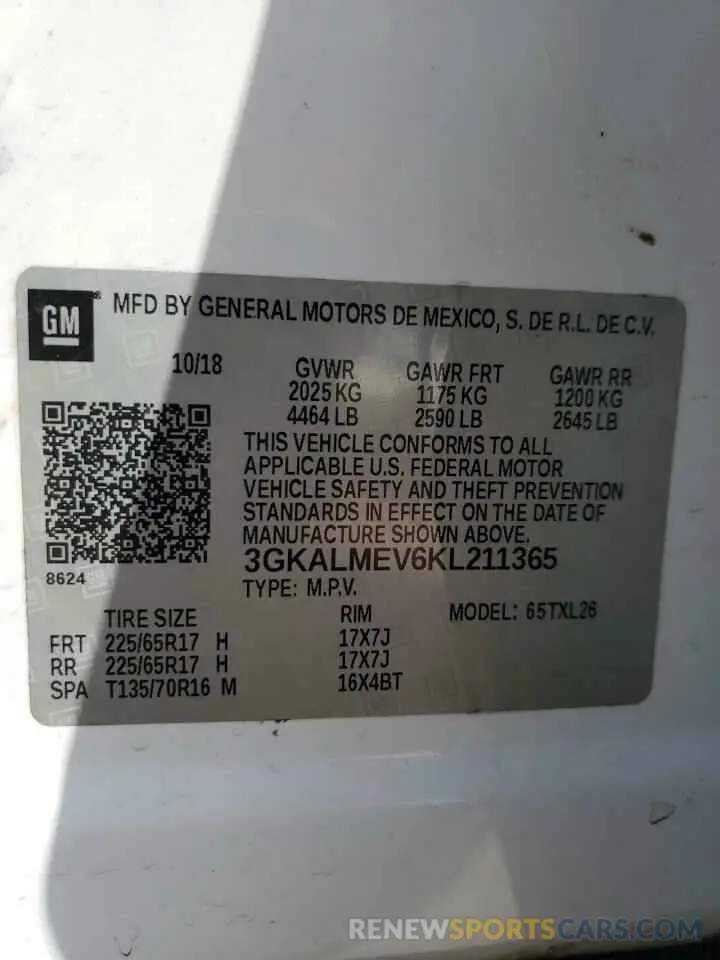 GM ® MFD BY GENERAL MOTORS DE MEXICO, S. DE R.L. DE C.V.
10/18 GVWR GAWR FRT GAWR RR
2025 KG 1175 KG 1200 KG
4464 LB 2590 LB 2645 LB
THIS VEHICLE CONFORMS TO ALL
APPLICABLE U.S. FEDERAL MOTOR
VEHICLE SAFETY AND THEFT PREVENTION
STANDARDS IN EFFECT ON THE DATE OF
MANUFACTURE SHOWN ABOVE.
8624 3GKALMEV6KL211365
TYPE: M.P.V.
TIRE SIZE RIM MODEL: 65TXL26
FRT 225/65R17 H 17X7J
RR 225/65R17 H 17X7J
SPA T135/70R16 M 16X4BT
RENEWSPORTSCARS.COM